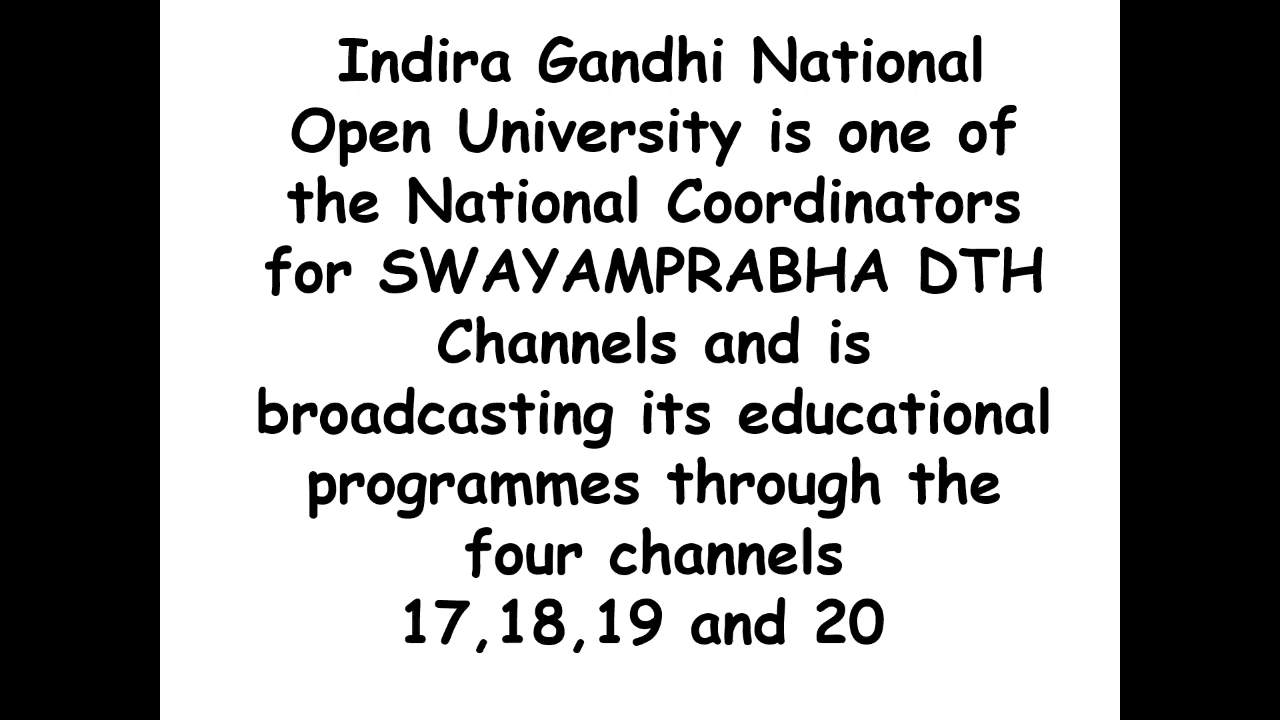 Indira Gandhi National
Open University is one of
the National Coordinators
for SWAYAMPRABHA DTH
Channels and is
broadcasting its educational
programmes through the
four channels
17,18,19 and 20